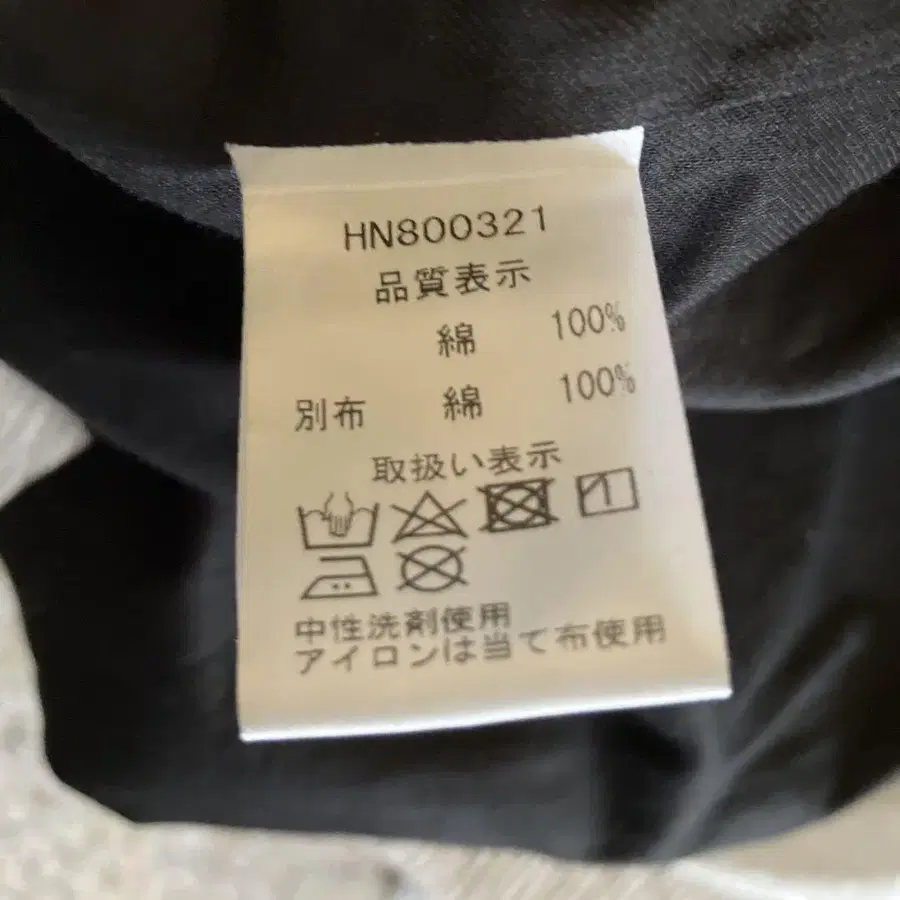 HN800321
品質表示
綿 100%
別布 綿 100%
取扱い表示
中性洗剤使用
アイロンは当て布使用